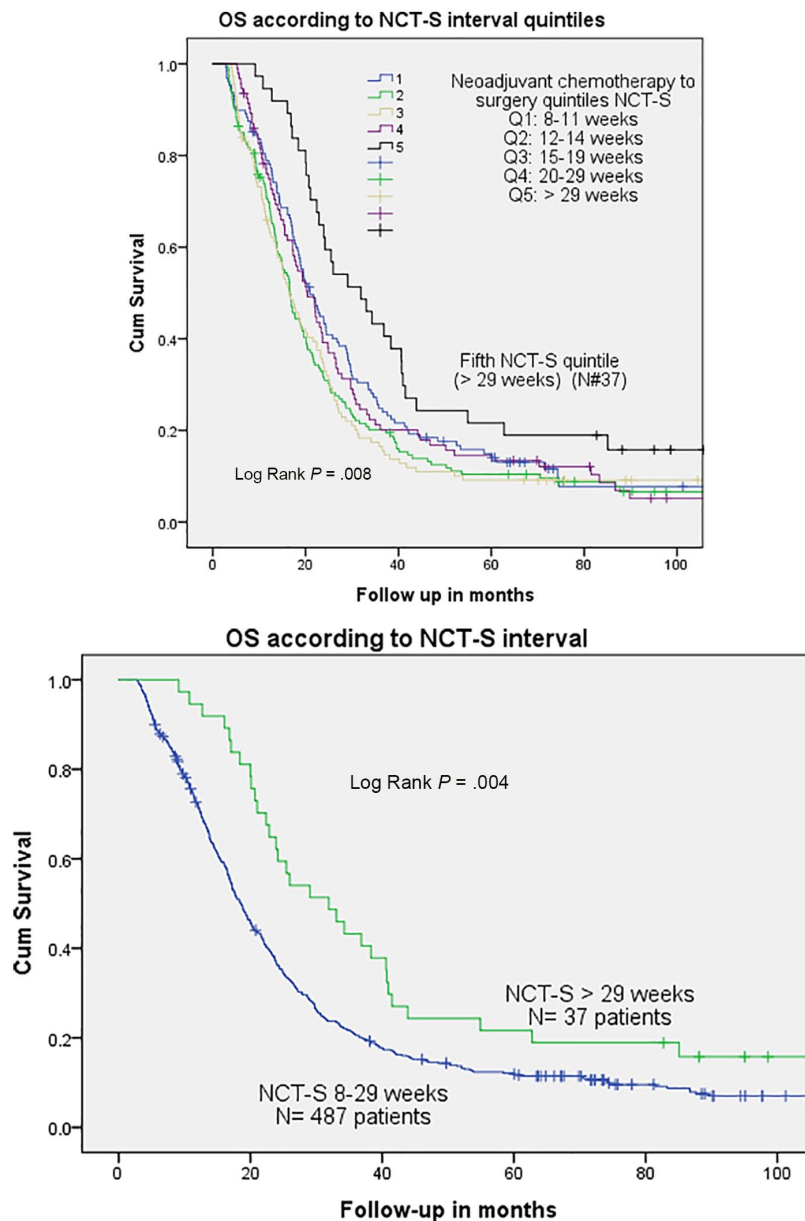 OS according to NCT-S interval quintiles
1.0
0.8
0.6
0.4
0.2
0.0
Cum Survival
1
2
3
4
5
Neoadjuvant chemotherapy to
surgery quintiles NCT-S
Q1: 8-11 weeks
Q2: 12-14 weeks
Q3: 15-19 weeks
Q4: 20-29 weeks
Q5: > 29 weeks
Fifth NCT-S quintile
(> 29 weeks) (N#37)
Log Rank P = .008
0 20 40 60 80 100
Follow up in months
OS according to NCT-S interval
1.0
0.8
0.6
0.4
0.2
0.0
Cum Survival
Log Rank P = .004
NCT-S > 29 weeks
N= 37 patients
NCT-S 8-29 weeks
N= 487 patients
0 20 40 60 80 100
Follow-up in months